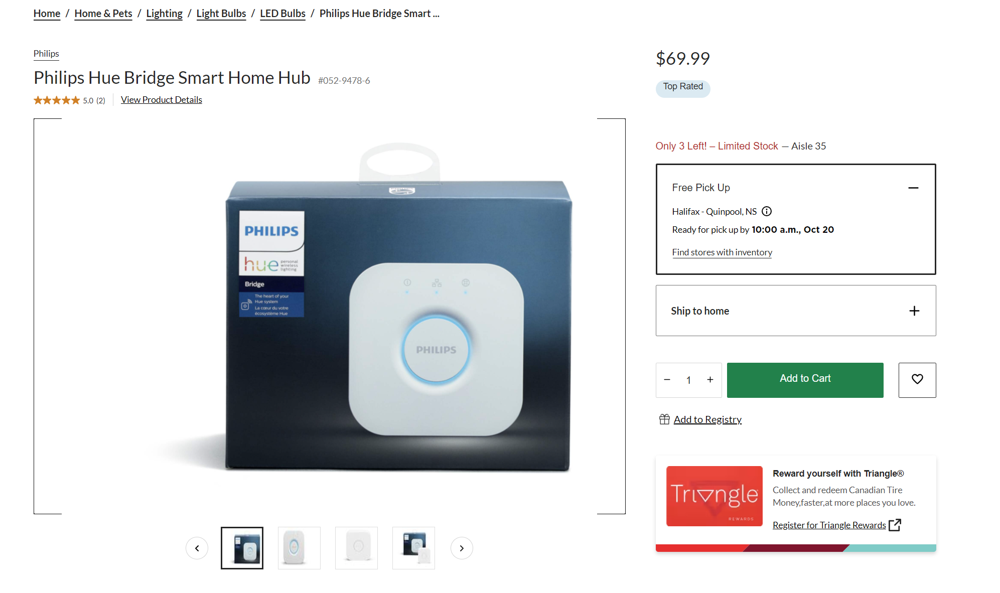 Home / Home & Pets / Lighting / Light Bulbs / LED Bulbs / Philips Hue Bridge Smart ...
Philips
Philips Hue Bridge Smart Home Hub #052-9478-6
5.0 (2) View Product Details
PHILIPS
hue personal wireless lighting
Bridge
The heart of your
Hue system
La cœur du votre
écosystème Hue
PHILIPS
$69.99
Top Rated
Only 3 Left! – Limited Stock — Aisle 35
Free Pick Up
Halifax - Quinpool, NS
Ready for pick up by 10:00 a.m., Oct 20
Find stores with inventory
Ship to home
1
Add to Cart
Add to Registry
Triangle
REWARDS
Reward yourself with Triangle®
Collect and redeem Canadian Tire
Money,faster,at more places you love.
Register for Triangle Rewards